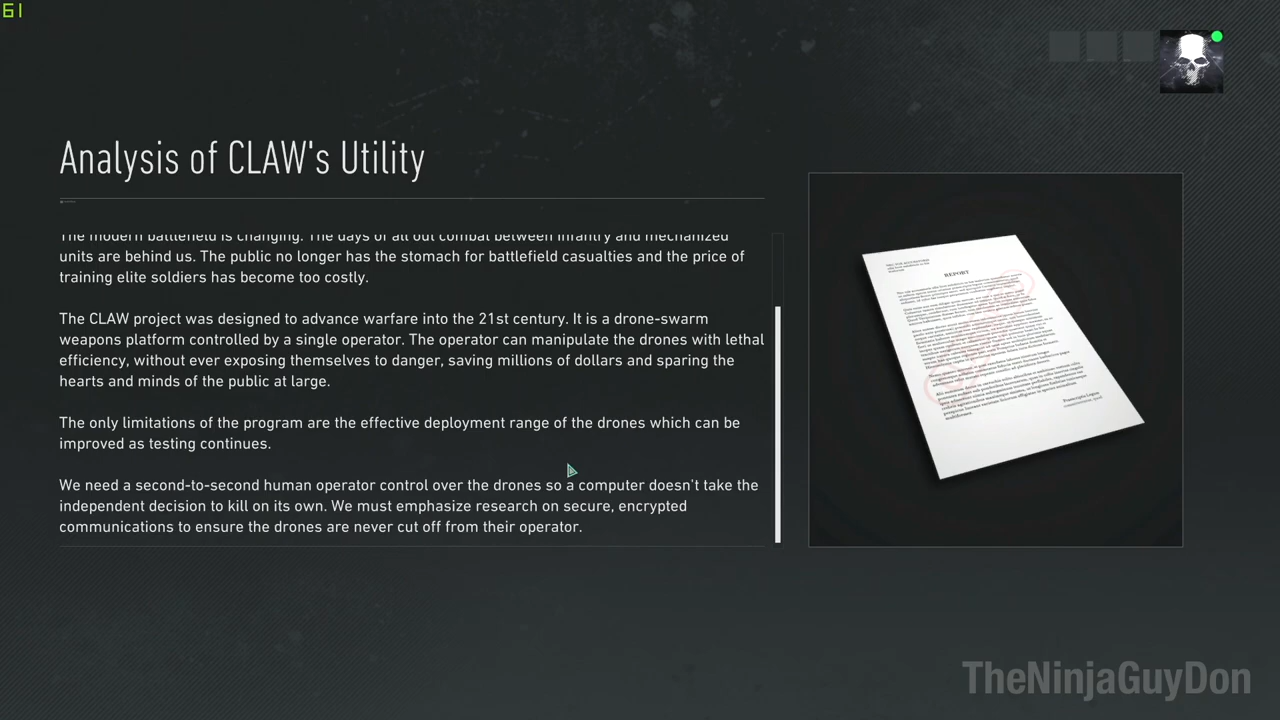 61
Analysis of CLAW's Utility
The modern battlefield is changing. The days of all out combat between infantry and mechanized
units are behind us. The public no longer has the stomach for battlefield casualties and the price of
training elite soldiers has become too costly.
The CLAW project was designed to advance warfare into the 21st century. It is a drone-swarm
weapons platform controlled by a single operator. The operator can manipulate the drones with lethal
efficiency, without ever exposing themselves to danger, saving millions of dollars and sparing the
hearts and minds of the public at large.
The only limitations of the program are the effective deployment range of the drones which can be
improved as testing continues.
We need a second-to-second human operator control over the drones so a computer doesn't take the
independent decision to kill on its own. We must emphasize research on secure, encrypted
communications to ensure the drones are never cut off from their operator.
REPORT
TheNinjaGuyDon